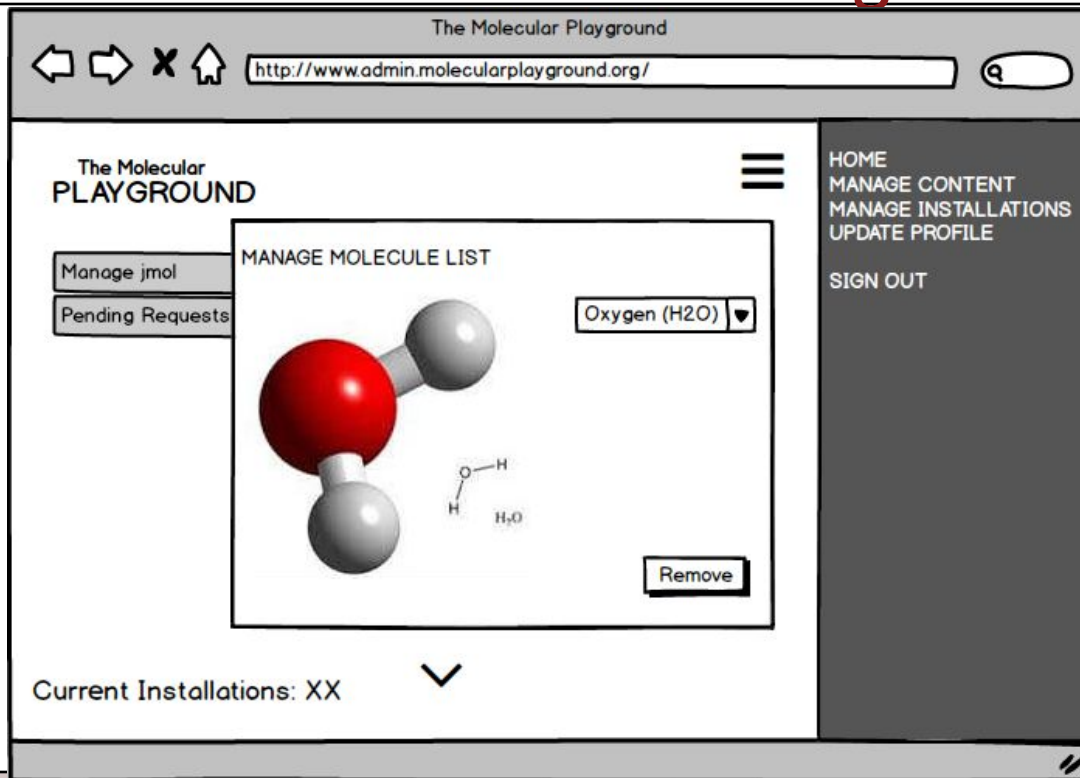 The Molecular Playground
http://www.admin.molecularplayground.org/
The Molecular
PLAYGROUND
Manage jmol
Pending Requests
MANAGE MOLECULE LIST
Oxygen (H2O)
O H
H
H₂O
Remove
Current Installations: XX
HOME
MANAGE CONTENT
MANAGE INSTALLATIONS
UPDATE PROFILE
SIGN OUT